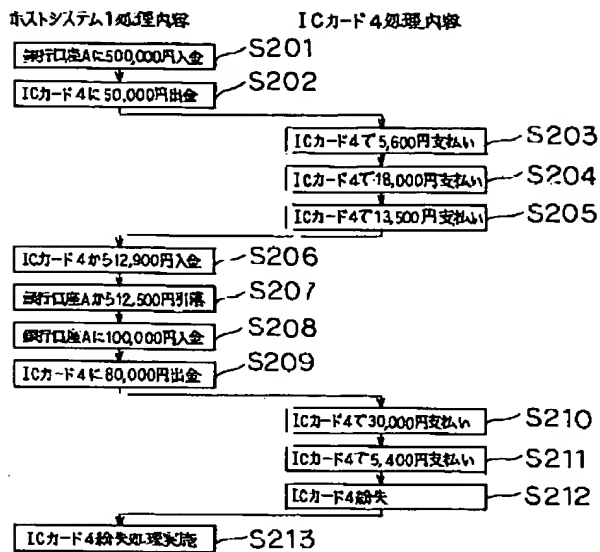 ホストシステム1処理内容
ICカード4処理内容
銀行口座Aに500,000円入金
S201
ICカード4に50,000円出金
S202
ICカード4で5,600円支払い
S203
ICカード4で18,000円支払い
S204
ICカード4で13,500円支払い
S205
ICカード4から12,900円入金
S206
銀行口座Aから12,500円引落
S207
銀行口座Aに100,000円入金
S208
ICカード4に80,000円出金
S209
ICカード4で30,000円支払い
S210
ICカード4で5,400円支払い
S211
ICカード4紛失
S212
ICカード4紛失処理実施
S213